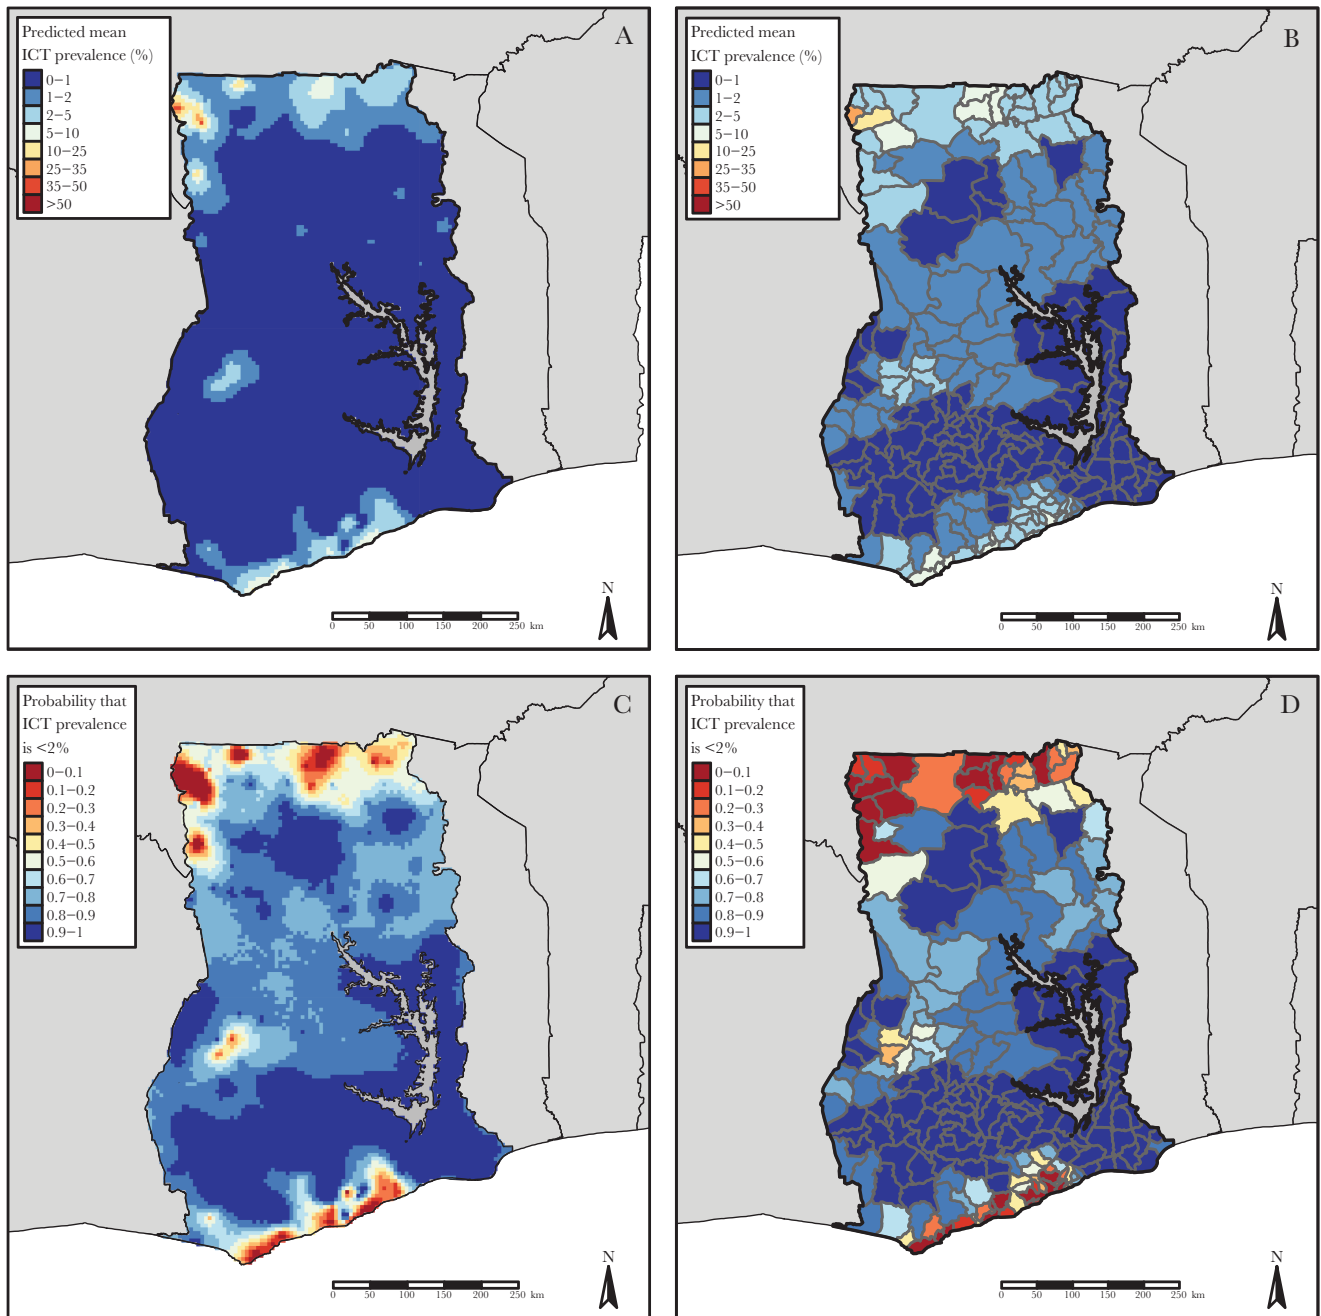 Predicted mean
ICT prevalence (%)
0–1
1–2
2–5
5–10
10–25
25–35
35–50
>50
A
N
0 50 100 150 200 250 km
Predicted mean
ICT prevalence (%)
0–1
1–2
2–5
5–10
10–25
25–35
35–50
>50
B
N
0 50 100 150 200 250 km
Probability that
ICT prevalence
is <2%
0–0.1
0.1–0.2
0.2–0.3
0.3–0.4
0.4–0.5
0.5–0.6
0.6–0.7
0.7–0.8
0.8–0.9
0.9–1
C
N
0 50 100 150 200 250 km
Probability that
ICT prevalence
is <2%
0–0.1
0.1–0.2
0.2–0.3
0.3–0.4
0.4–0.5
0.5–0.6
0.6–0.7
0.7–0.8
0.8–0.9
0.9–1
D
N
0 50 100 150 200 250 km